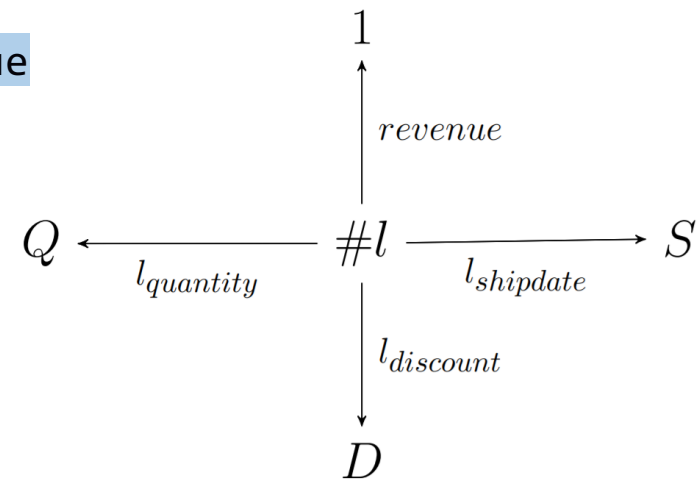 1
ue
revenue
Q
#l
S
l_quantity
l_shipdate
l_discount
D